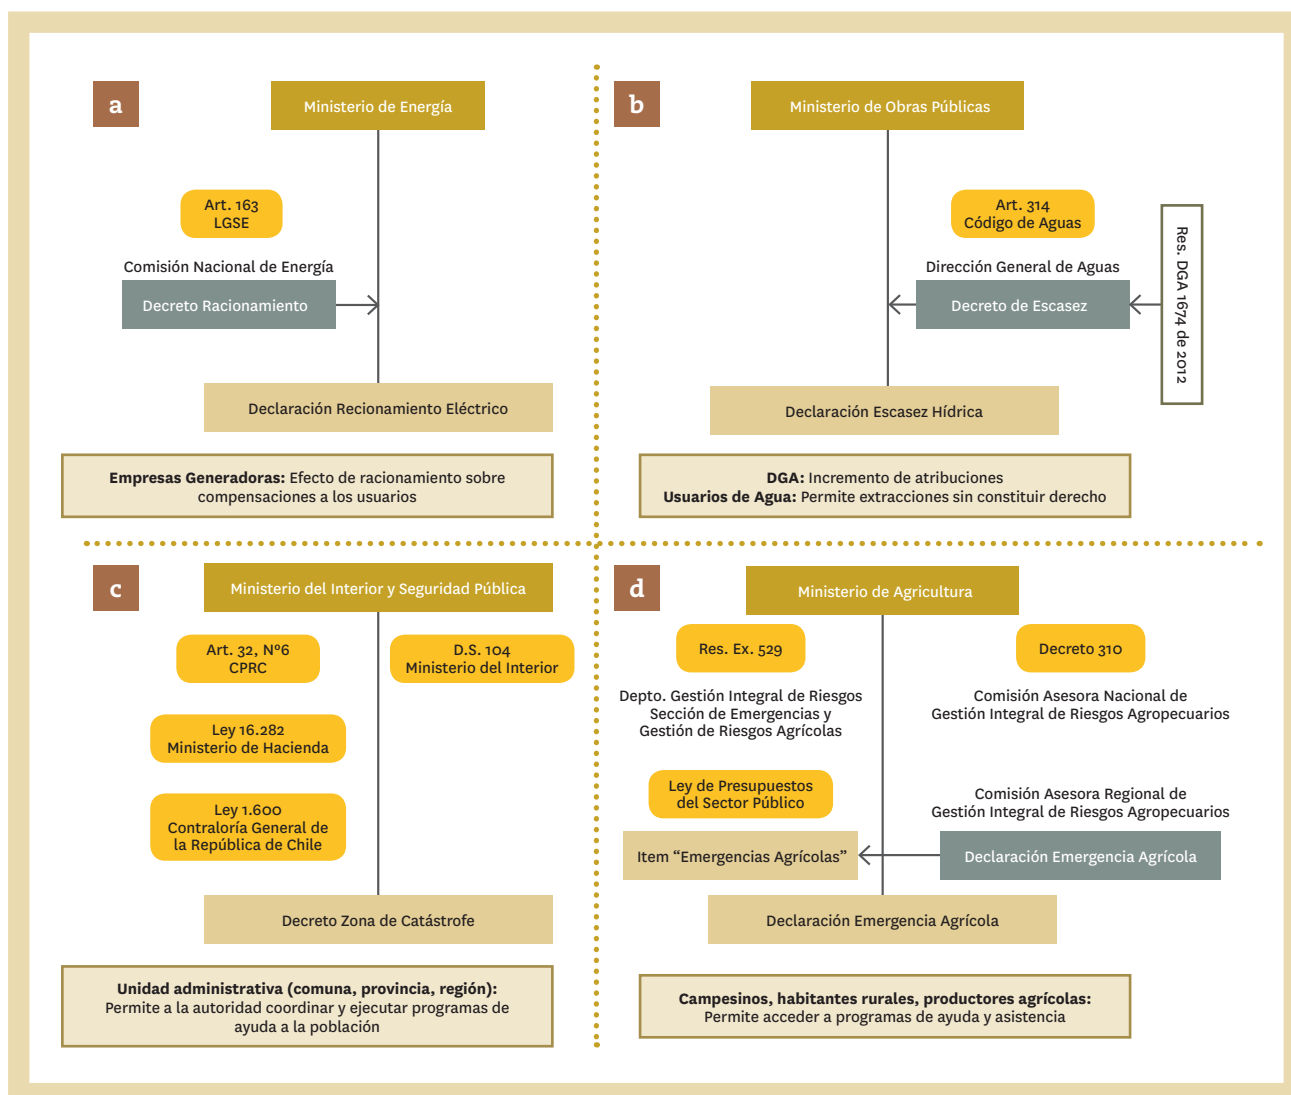 a
Ministerio de Energía
Art. 163
LGSE
Comisión Nacional de Energía
Decreto Racionamiento
Declaración Recionamiento Eléctrico
Empresas Generadoras: Efecto de racionamiento sobre
compensaciones a los usuarios
b
Ministerio de Obras Públicas
Art. 314
Código de Aguas
Dirección General de Aguas
Decreto de Escasez
Res. DGA 1674 de 2012
Declaración Escasez Hídrica
DGA: Incremento de atribuciones
Usuarios de Agua: Permite extracciones sin constituir derecho
c
Ministerio del Interior y Seguridad Pública
Art. 32, Nº6
CPRC
D.S. 104
Ministerio del Interior
Ley 16.282
Ministerio de Hacienda
Ley 1.600
Contraloría General de
la República de Chile
Decreto Zona de Catástrofe
Unidad administrativa (comuna, provincia, región):
Permite a la autoridad coordinar y ejecutar programas de
ayuda a la población
d
Ministerio de Agricultura
Res. Ex. 529
Decreto 310
Depto. Gestión Integral de Riesgos
Sección de Emergencias y
Gestión de Riesgos Agrícolas
Comisión Asesora Nacional de
Gestión Integral de Riesgos Agropecuarios
Ley de Presupuestos
del Sector Público
Comisión Asesora Regional de
Gestión Integral de Riesgos Agropecuarios
Item “Emergencias Agrícolas”
Declaración Emergencia Agrícola
Declaración Emergencia Agrícola
Campesinos, habitantes rurales, productores agrícolas:
Permite acceder a programas de ayuda y asistencia